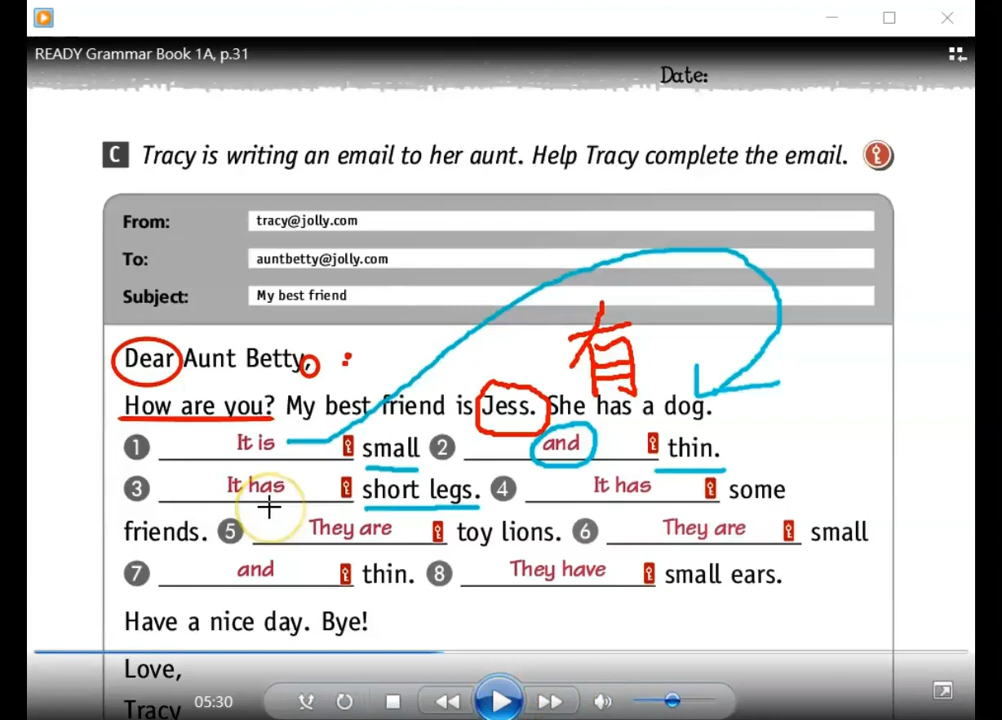 READY Grammar Book 1A, p.31
Date:
C Tracy is writing an email to her aunt. Help Tracy complete the email.
From: tracy@jolly.com
To: auntbetty@jolly.com
Subject: My best friend
有
Dear Aunt Betty, :
How are you? My best friend is Jess. She has a dog.
1 It is small 2 and thin.
3 It has short legs. 4 It has some
friends. 5 They are toy lions. 6 They are small
7 and thin. 8 They have small ears.
Have a nice day. Bye!
Love,
Tracy
05:30